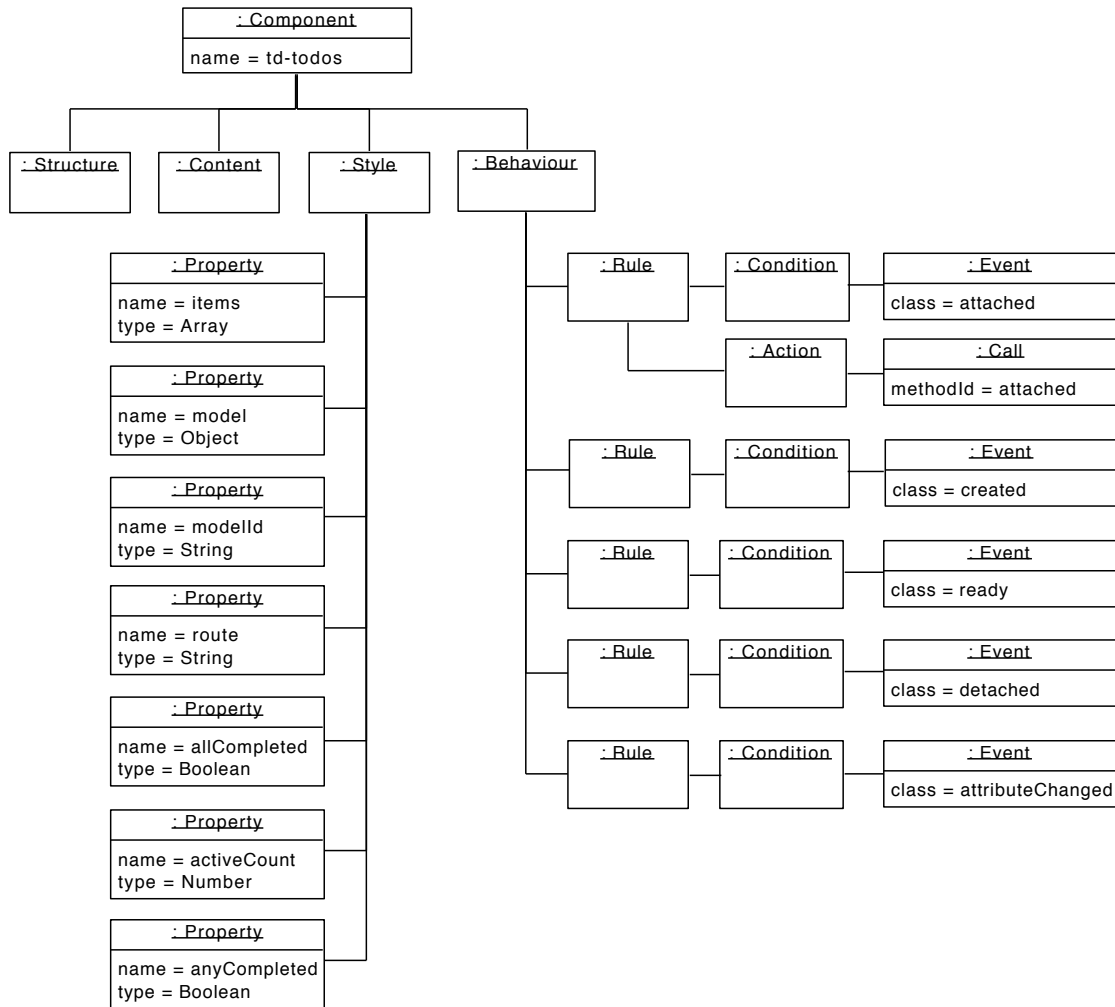 : Component
name = td-todos
: Structure
: Content
: Style
: Behaviour
: Property
name = items
type = Array
: Property
name = model
type = Object
: Property
name = modelId
type = String
: Property
name = route
type = String
: Property
name = allCompleted
type = Boolean
: Property
name = activeCount
type = Number
: Property
name = anyCompleted
type = Boolean
: Rule
: Condition
: Event
class = attached
: Action
: Call
methodId = attached
: Rule
: Condition
: Event
class = created
: Rule
: Condition
: Event
class = ready
: Rule
: Condition
: Event
class = detached
: Rule
: Condition
: Event
class = attributeChanged